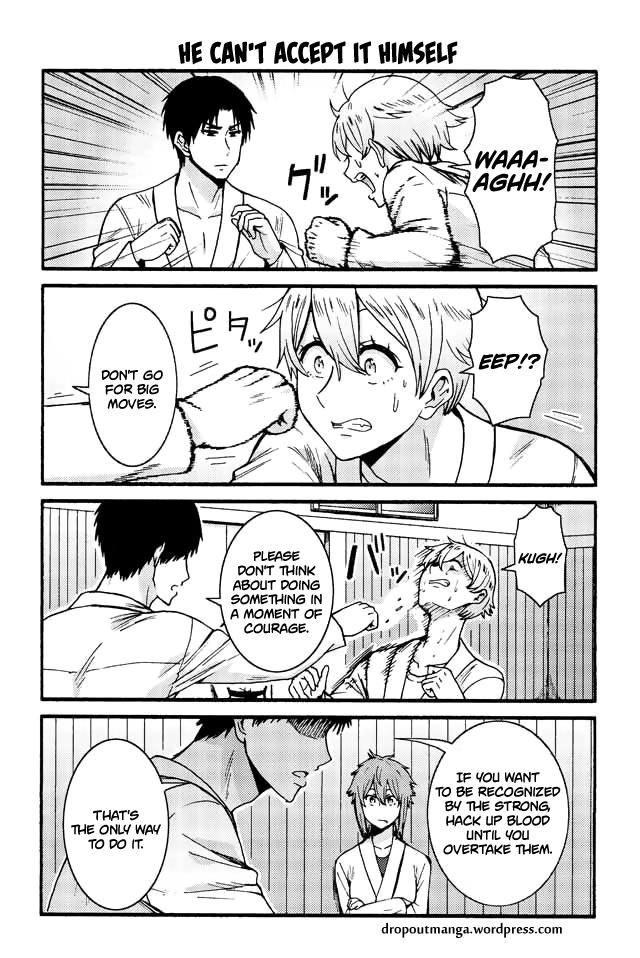 HE CAN'T ACCEPT IT HIMSELF
WAAA-
AGHH!
グッ
EEP!?
ピタッ
DON'T GO
FOR BIG
MOVES.
KUGH!
PLEASE
DON'T THINK
ABOUT DOING
SOMETHING IN
A MOMENT OF
COURAGE.
IF YOU WANT
TO BE RECOGNIZED
BY THE STRONG,
HACK UP BLOOD
UNTIL YOU
OVERTAKE THEM.
THAT'S
THE ONLY WAY
TO DO IT.
dropoutmanga.wordpress.com